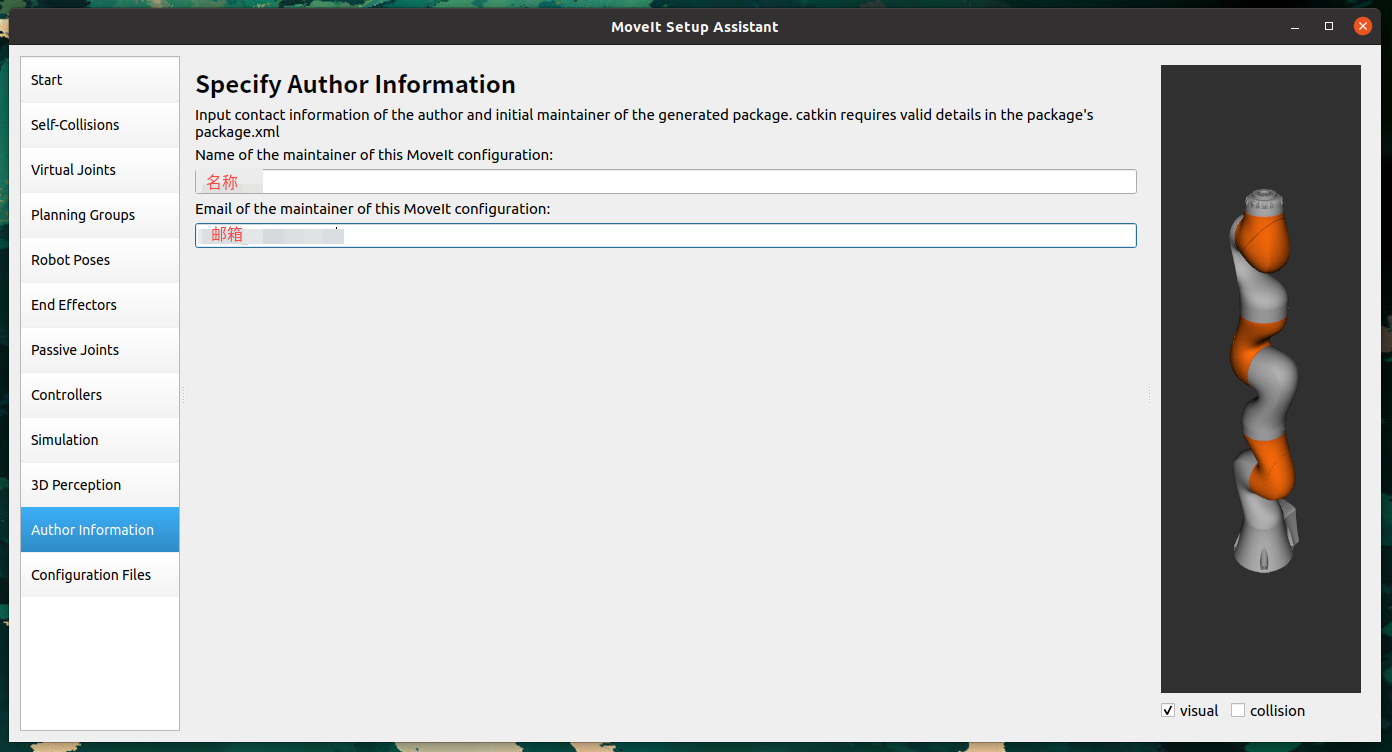 MoveIt Setup Assistant
Start
Self-Collisions
Virtual Joints
Planning Groups
Robot Poses
End Effectors
Passive Joints
Controllers
Simulation
3D Perception
Author Information
Configuration Files
Specify Author Information
Input contact information of the author and initial maintainer of the generated package. catkin requires valid details in the package's
package.xml
Name of the maintainer of this MoveIt configuration:
名称
Email of the maintainer of this MoveIt configuration:
邮箱
visual
collision